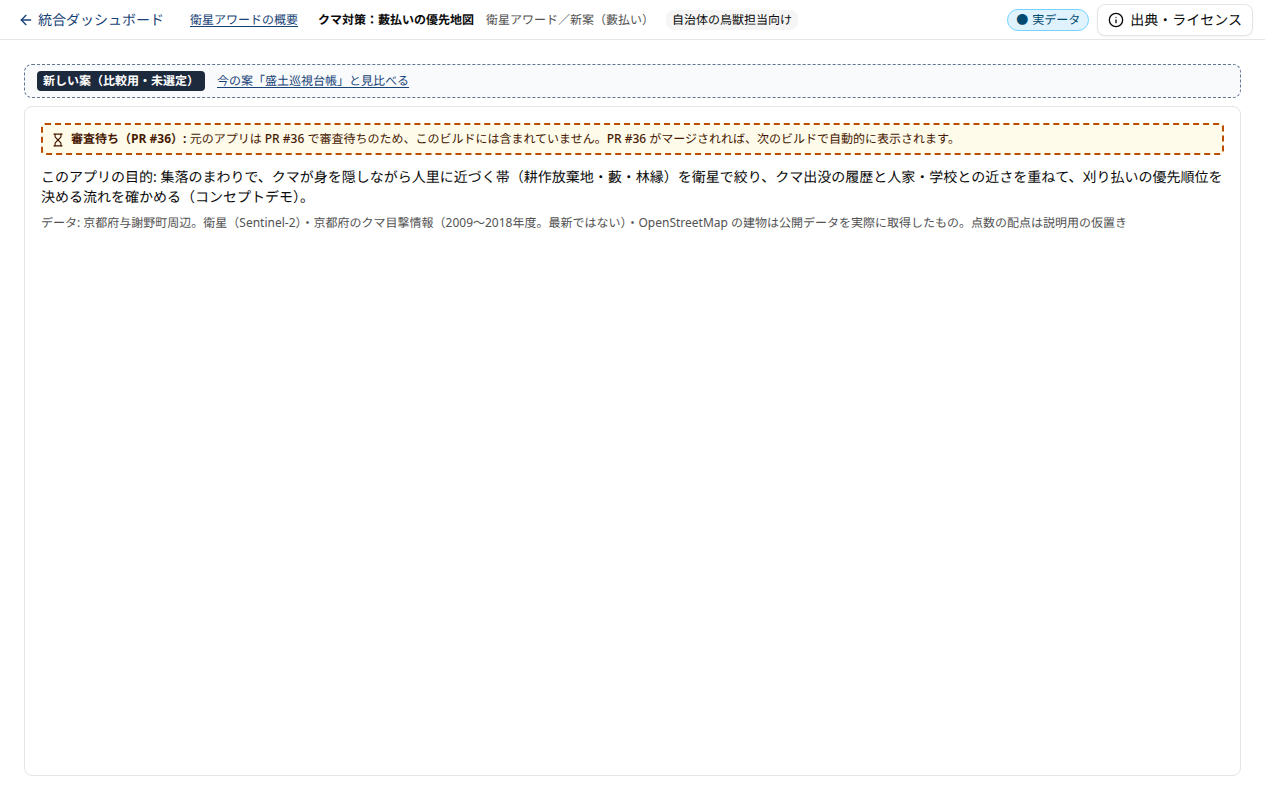 統合ダッシュボード 衛星アワードの概要 クマ対策：藪払いの優先地図 衛星アワード／新案（藪払い） 自治体の鳥獣担当向け 実データ 出典・ライセンス
新しい案（比較用・未選定） 今の案「盛土巡視台帳」と見比べる
審査待ち（PR #36）: 元のアプリは PR #36 で審査待ちのため、このビルドには含まれていません。PR #36 がマージされれば、次のビルドで自動的に表示されます。
このアプリの目的: 集落のまわりで、クマが身を隠しながら人里に近づく帯（耕作放棄地・藪・林縁）を衛星で絞り、クマ出没の履歴と人家・学校との近さを重ねて、刈り払いの優先順位を
決める流れを確かめる（コンセプトデモ）。
データ: 京都府与謝野町周辺。衛星（Sentinel-2）・京都府のクマ目撃情報（2009〜2018年度。最新ではない）・OpenStreetMap の建物は公開データを実際に取得したもの。点数の配点は説明用の仮置き